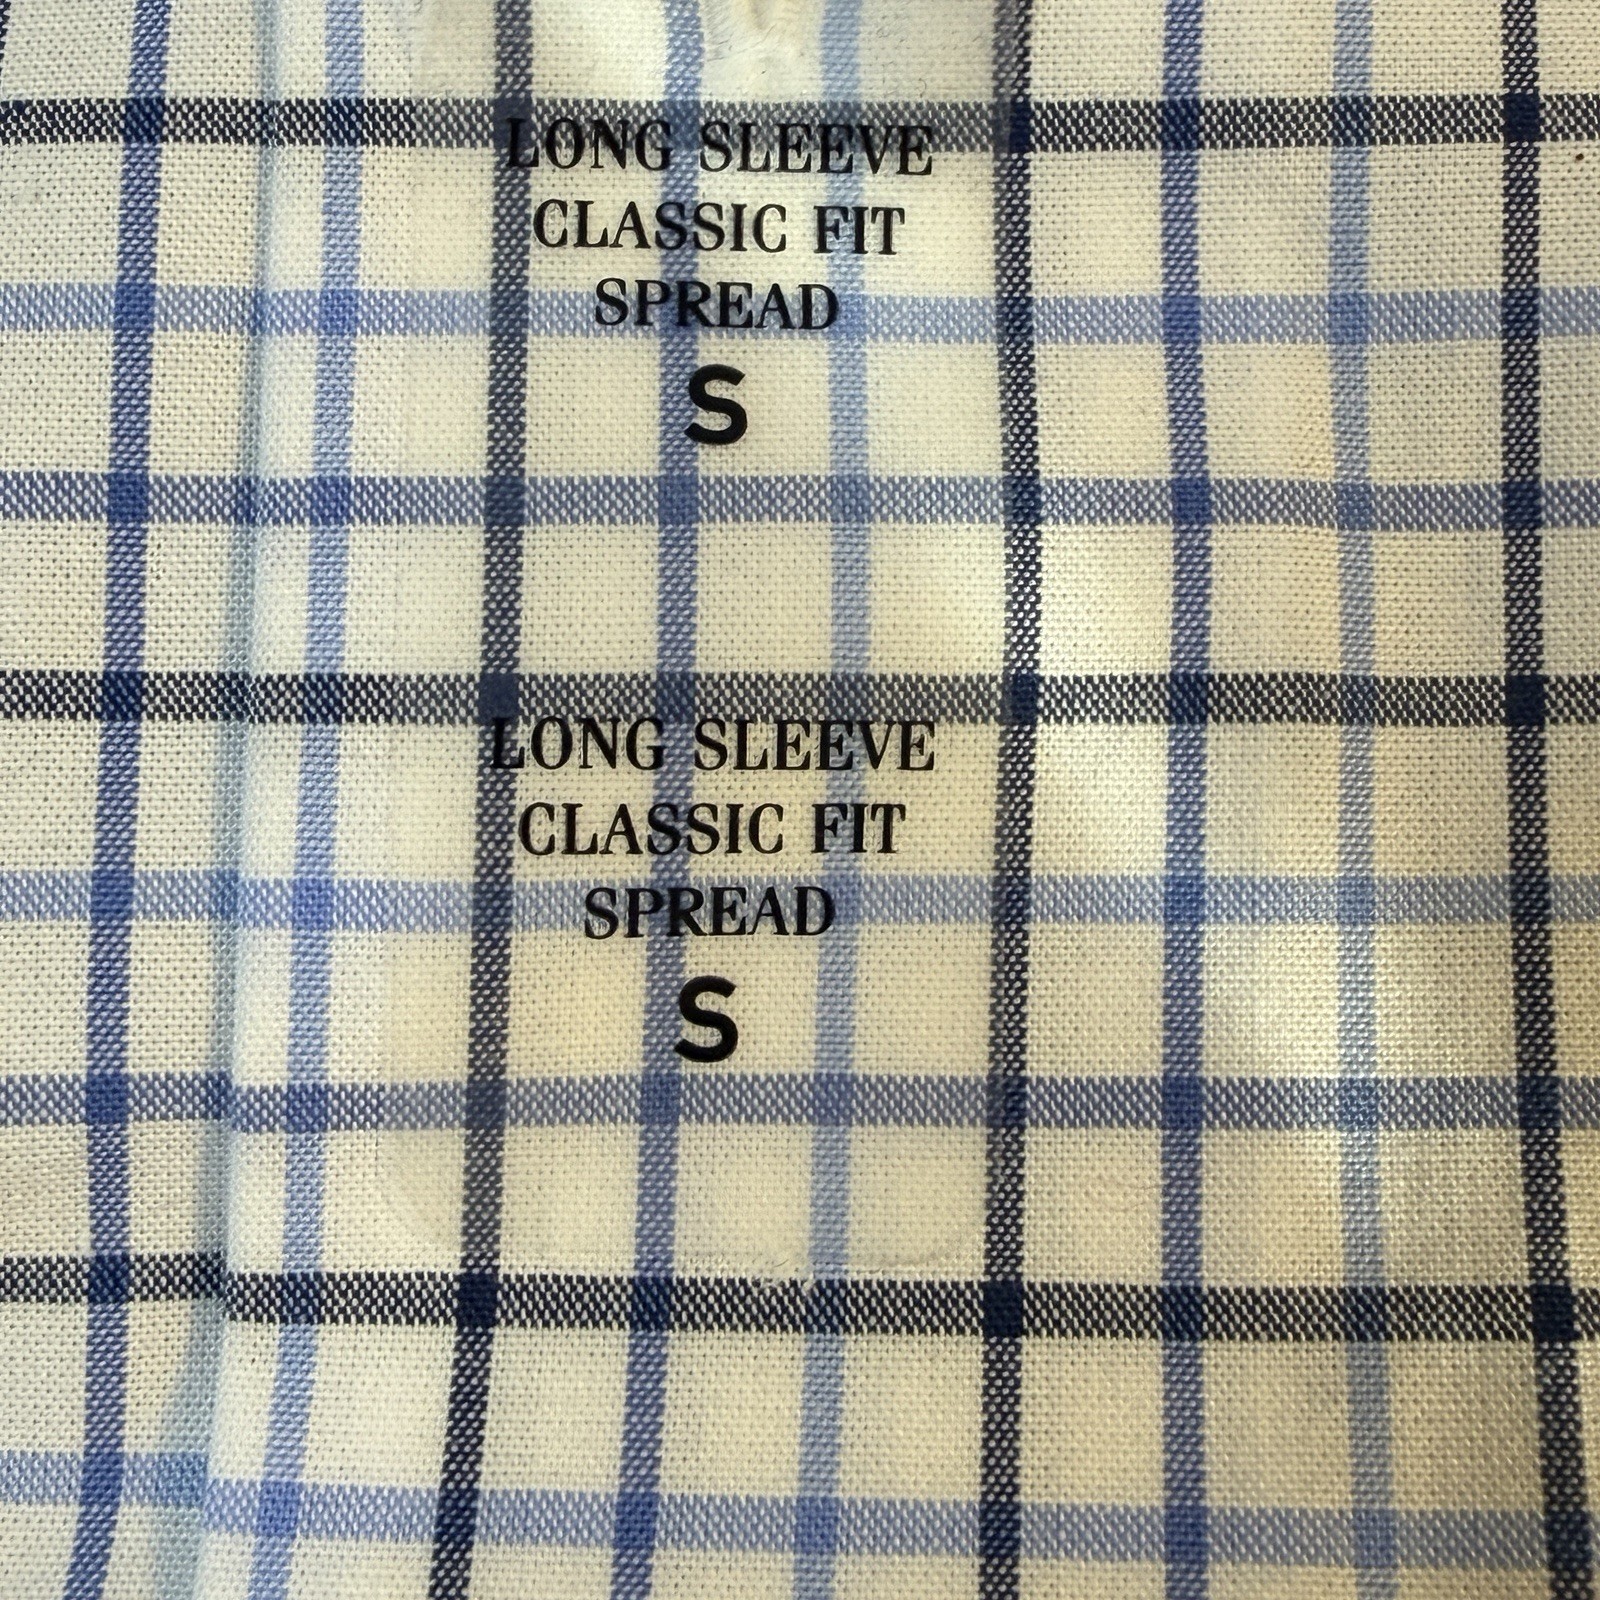 LONG SLEEVE
CLASSIC FIT
SPREAD
S
LONG SLEEVE
CLASSIC FIT
SPREAD
S